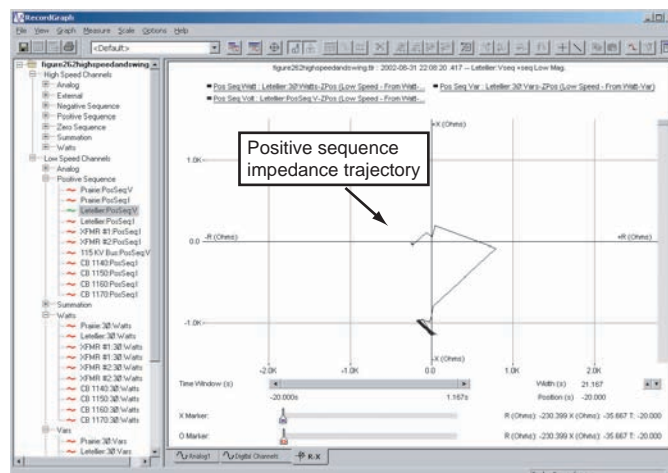 RecordGraph
File View Graph Measure Scale Options Help
<Default>
figure262highspeedandswing
High Speed Channels
Analog
External
Negative Sequence
Positive Sequence
Zero Sequence
Summation
Watts
Low Speed Channels
Analog
Positive Sequence
Prairie:PosSeqV
Prairie:PosSeqI
Letellier:PosSeqV
Letellier:PosSeqI
XFMR #1:PosSeqI
XFMR #2:PosSeqI
115 KV Bus:PosSeqV
CB 1140:PosSeqI
CB 1150:PosSeqI
CB 1160:PosSeqI
CB 1170:PosSeqI
Summation
Watts
Prairie 3Ø:Watts
Letellier:3Ø:Watts
XFMR #1:3Ø:Watts
XFMR #1:3Ø:Watts
XFMR #2:3Ø:Watts
XFMR #2:3Ø:Watts
CB 1140:3Ø:Watts
CB 1150:3Ø:Watts
CB 1160:3Ø:Watts
CB 1170:3Ø:Watts
Vars
Prairie 3Ø:Vars
Letellier 3Ø:Vars
2002-08-31 22:08:20 .417 -- Letellier:Vseq +seq Low Mag.
Pos Seq Watt : Letellier:3Ø:Watts-ZPos (Low Speed - From Watt-...
Pos Seq Var : Letellier:3Ø:Vars-ZPos (Low Speed - From Watt-Var)
Pos Seq Volt : Letellier:PosSeqV-ZPos (Low Speed - From Watt-...
+X (Ohms)
Positive sequence
impedance trajectory
1.0K
0.0
-R (Ohms)
+R (Ohms)
-1.0K
-X (Ohms)
-2.0K -1.0K 0.0 1.0K 2.0K
Time Window (s)
Width (s) 21.167
-20.000s 1.167s
Position (s) -20.000
X Marker:
R (Ohms): -230.399 X (Ohms): -35.667 T: -20.000
O Marker:
R (Ohms): -230.399 X (Ohms): -35.667 T: -20.000
Analog1 Digital Channels R-X